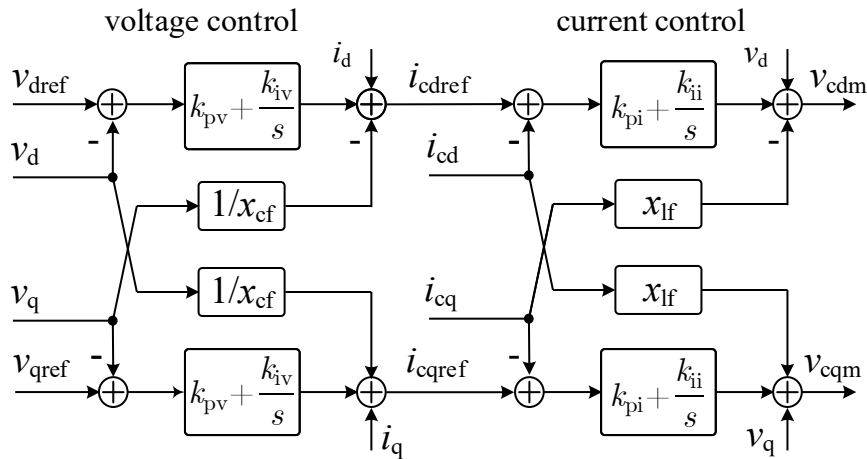 voltage control
current control
v_dref
-
k_pv + k_iv/s
i_d
-
i_cdref
-
k_pi + k_ii/s
v_d
-
v_cdm
v_d
1/x_cf
i_cd
x_lf
v_q
1/x_cf
i_cq
x_lf
v_qref
-
k_pv + k_iv/s
i_q
i_cqref
-
k_pi + k_ii/s
v_q
v_cqm